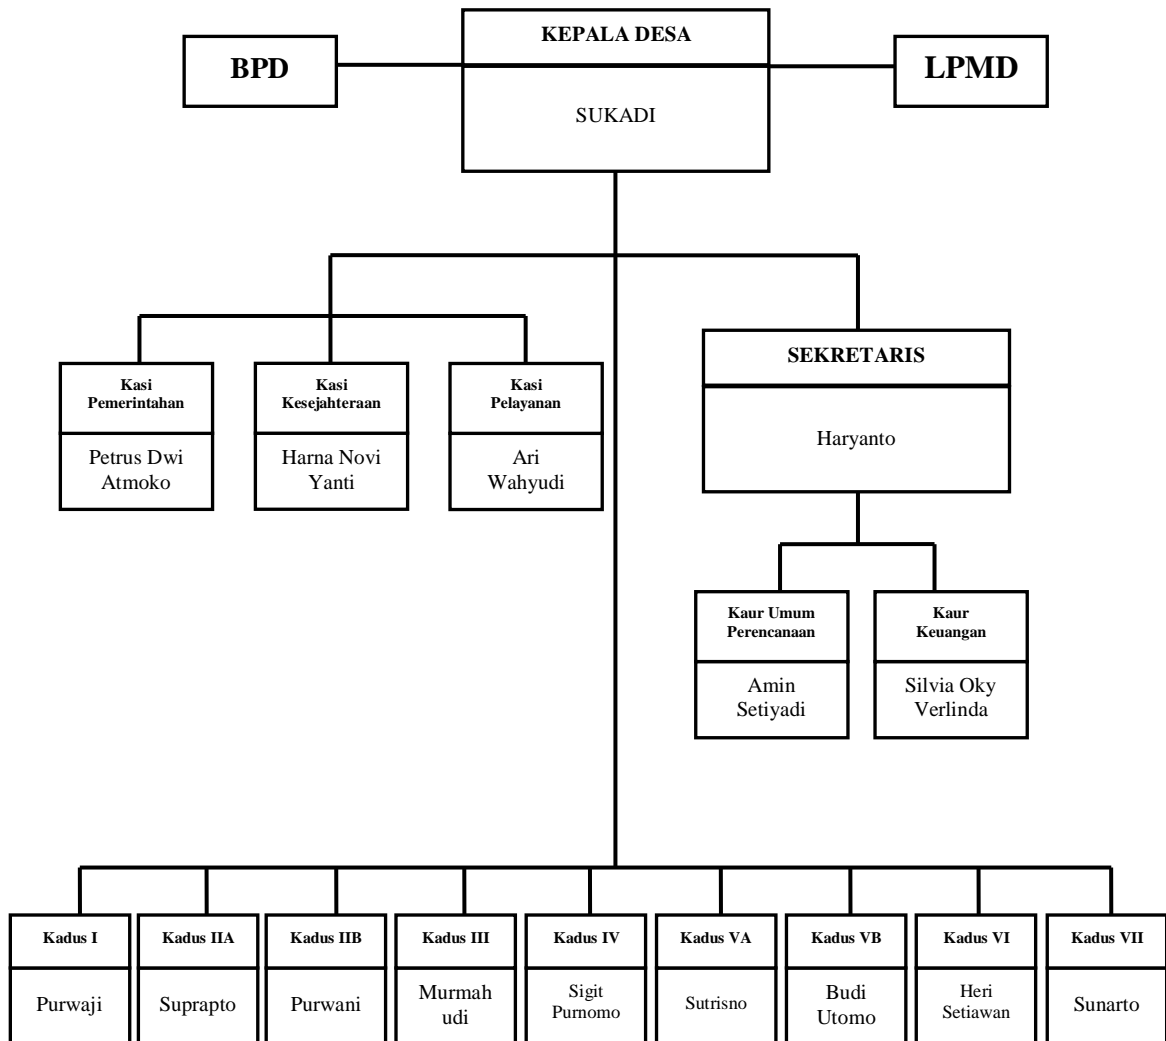 KEPALA DESA
BPD
LPMD
SUKADI
SEKRETARIS
Haryanto
Kasi
Pemerintahan
Petrus Dwi
Atmoko
Kasi
Kesejahteraan
Harna Novi
Yanti
Kasi
Pelayanan
Ari
Wahyudi
Kaur Umum
Perencanaan
Amin
Setiyadi
Kaur
Keuangan
Silvia Oky
Verlinda
Kadus I
Purwaji
Kadus IIA
Suprapto
Kadus IIB
Purwani
Kadus III
Murmah
udi
Kadus IV
Sigit
Purnomo
Kadus VA
Sutrisno
Kadus VB
Budi
Utomo
Kadus VI
Heri
Setiawan
Kadus VII
Sunarto